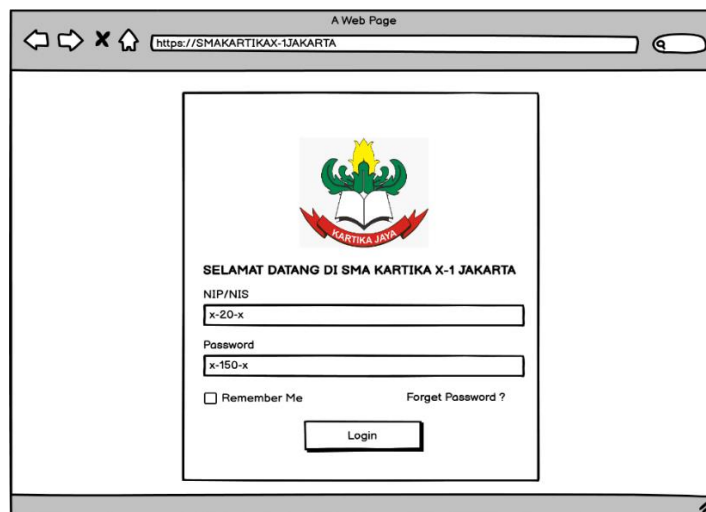 A Web Page
https://SMAKARTIKAX-1JAKARTA
KARTIKA JAYA
SELAMAT DATANG DI SMA KARTIKA X-1 JAKARTA
NIP/NIS
x-20-x
Password
x-150-x
Remember Me Forget Password ?
Login